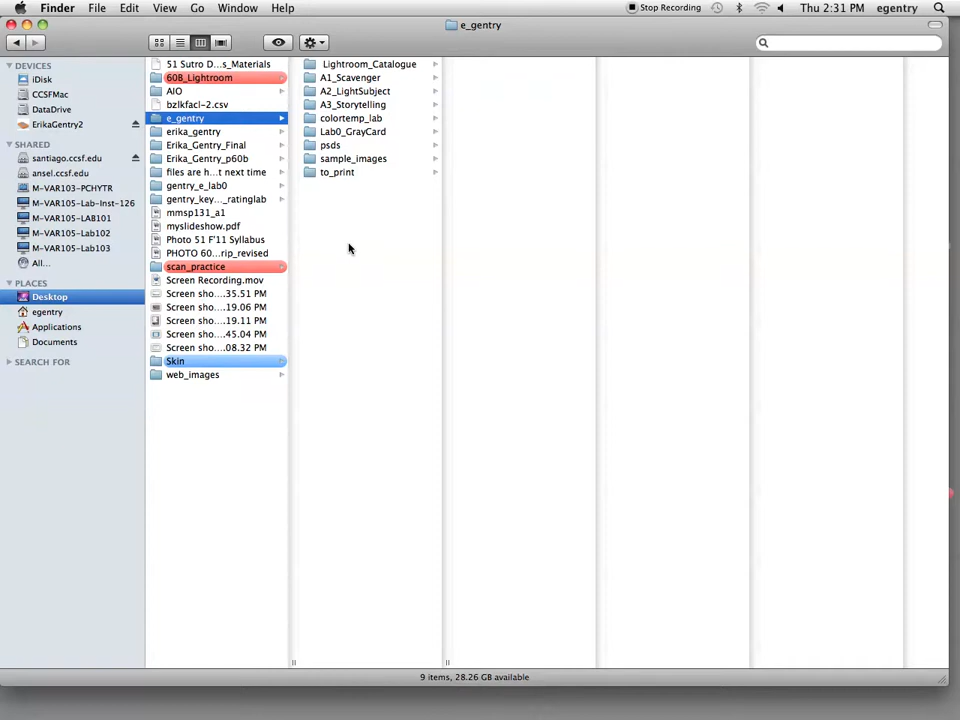 Finder File Edit View Go Window Help Stop Recording Thu 2:31 PM egentry
e_gentry
DEVICES
iDisk
CCSFMac
DataDrive
ErikaGentry2
SHARED
santiago.ccsf.edu
ansel.ccsf.edu
M-VAR103-PCHYTR
M-VAR105-Lab-Inst-126
M-VAR105-LAB101
M-VAR105-Lab102
M-VAR105-Lab103
All...
PLACES
Desktop
egentry
Applications
Documents
SEARCH FOR
51 Sutro D...s_Materials
60B_Lightroom
AIO
bzlkfacl-2.csv
e_gentry
erika_gentry
Erika_Gentry_Final
Erika_Gentry_p60b
files are h...t next time
gentry_e_lab0
gentry_key..._ratinglab
mmsp131_a1
myslideshow.pdf
Photo 51 F'11 Syllabus
PHOTO 60...rip_revised
scan_practice
Screen Recording.mov
Screen sho....35.51 PM
Screen sho....19.06 PM
Screen sho....19.11 PM
Screen sho....45.04 PM
Screen sho....08.32 PM
Skin
web_images
Lightroom_Catalogue
A1_Scavenger
A2_LightSubject
A3_Storytelling
colortemp_lab
Lab0_GrayCard
psds
sample_images
to_print
9 items, 28.26 GB available